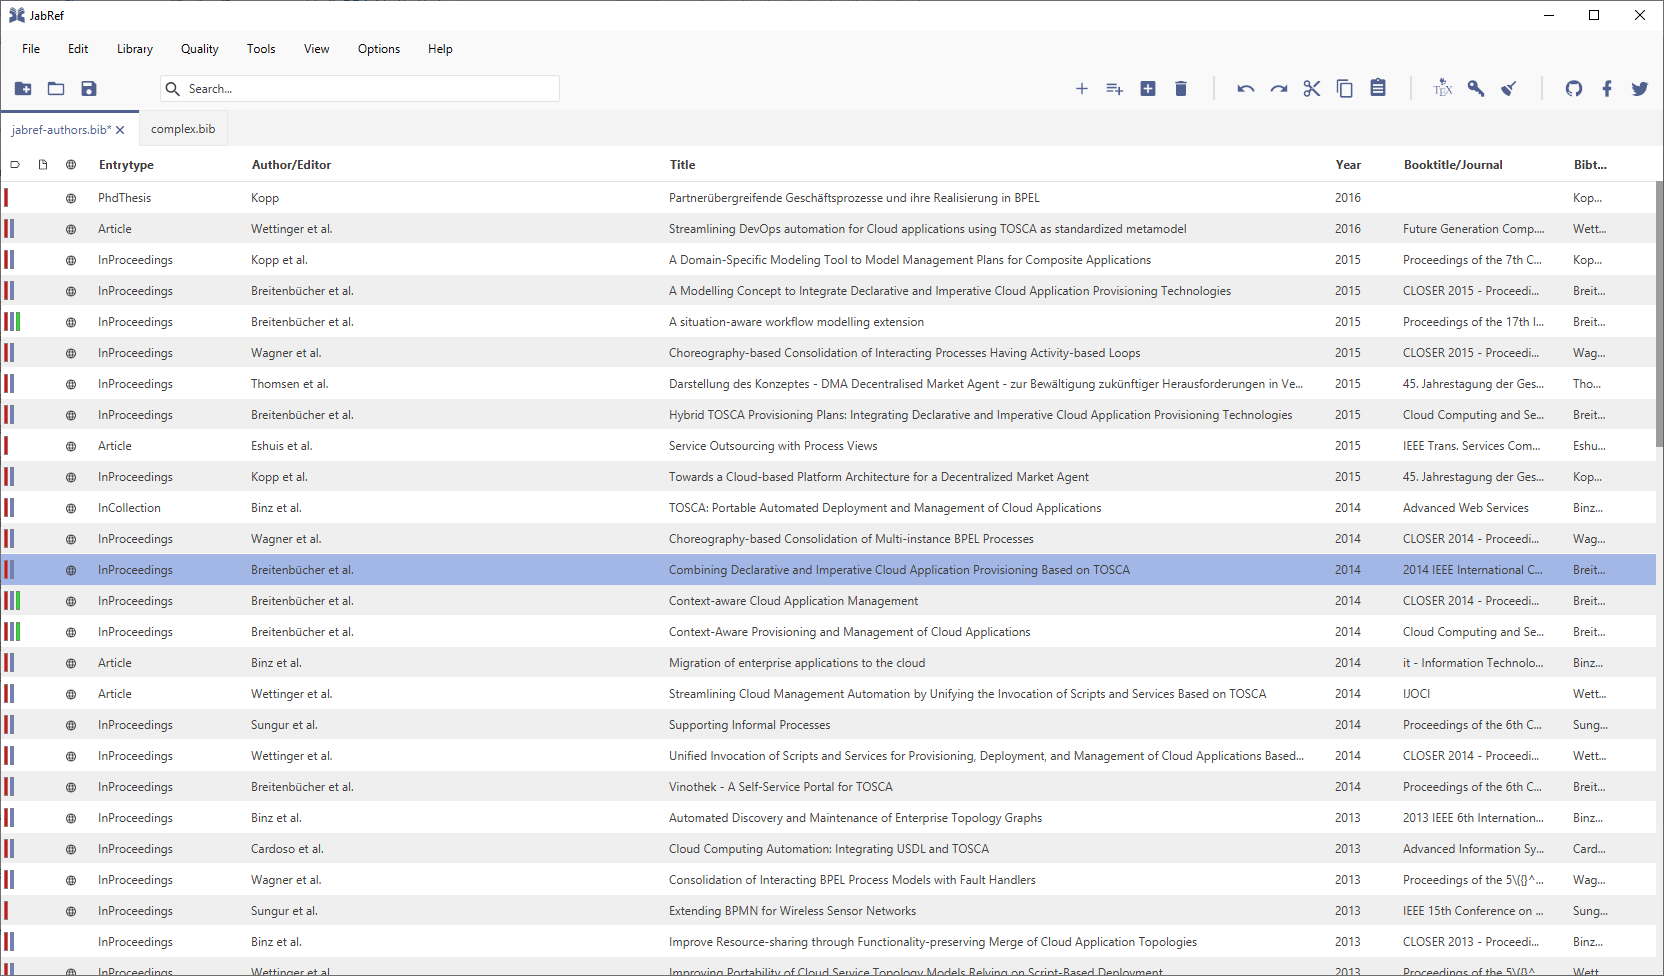 JabRef
File Edit Library Quality Tools View Options Help
Search...
TEX
jabref-authors.bib* complex.bib
Entrytype Author/Editor Title Year Booktitle/Journal Bibt...
PhdThesis Kopp Partnerübergreifende Geschäftsprozesse und ihre Realisierung in BPEL 2016 Kop...
Article Wettinger et al. Streamlining DevOps automation for Cloud applications using TOSCA as standardized metamodel 2016 Future Generation Comp.... Wett...
InProceedings Kopp et al. A Domain-Specific Modeling Tool to Model Management Plans for Composite Applications 2015 Proceedings of the 7th C... Kop...
InProceedings Breitenbücher et al. A Modelling Concept to Integrate Declarative and Imperative Cloud Application Provisioning Technologies 2015 CLOSER 2015 - Proceedi... Breit...
InProceedings Breitenbücher et al. A situation-aware workflow modelling extension 2015 Proceedings of the 17th I... Breit...
InProceedings Wagner et al. Choreography-based Consolidation of Interacting Processes Having Activity-based Loops 2015 CLOSER 2015 - Proceedi... Wag...
InProceedings Thomsen et al. Darstellung des Konzeptes - DMA Decentralised Market Agent - zur Bewältigung zukünftiger Herausforderungen in Ve... 2015 45. Jahrestagung der Ges... Tho...
InProceedings Breitenbücher et al. Hybrid TOSCA Provisioning Plans: Integrating Declarative and Imperative Cloud Application Provisioning Technologies 2015 Cloud Computing and Se... Breit...
Article Eshuis et al. Service Outsourcing with Process Views 2015 IEEE Trans. Services Com... Eshu...
InProceedings Kopp et al. Towards a Cloud-based Platform Architecture for a Decentralized Market Agent 2015 45. Jahrestagung der Ges... Kop...
InCollection Binz et al. TOSCA: Portable Automated Deployment and Management of Cloud Applications 2014 Advanced Web Services Binz...
InProceedings Wagner et al. Choreography-based Consolidation of Multi-instance BPEL Processes 2014 CLOSER 2014 - Proceedi... Wag...
InProceedings Breitenbücher et al. Combining Declarative and Imperative Cloud Application Provisioning Based on TOSCA 2014 2014 IEEE International C... Breit...
InProceedings Breitenbücher et al. Context-aware Cloud Application Management 2014 CLOSER 2014 - Proceedi... Breit...
InProceedings Breitenbücher et al. Context-Aware Provisioning and Management of Cloud Applications 2014 Cloud Computing and Se... Breit...
Article Binz et al. Migration of enterprise applications to the cloud 2014 it - Information Technolo... Binz...
Article Wettinger et al. Streamlining Cloud Management Automation by Unifying the Invocation of Scripts and Services Based on TOSCA 2014 IJOCI Wett...
InProceedings Sungur et al. Supporting Informal Processes 2014 Proceedings of the 6th C... Sung...
InProceedings Wettinger et al. Unified Invocation of Scripts and Services for Provisioning, Deployment, and Management of Cloud Applications Based... 2014 CLOSER 2014 - Proceedi... Wett...
InProceedings Breitenbücher et al. Vinothek - A Self-Service Portal for TOSCA 2014 Proceedings of the 6th C... Breit...
InProceedings Binz et al. Automated Discovery and Maintenance of Enterprise Topology Graphs 2013 2013 IEEE 6th Internation... Binz...
InProceedings Cardoso et al. Cloud Computing Automation: Integrating USDL and TOSCA 2013 Advanced Information Sy... Card...
InProceedings Wagner et al. Consolidation of Interacting BPEL Process Models with Fault Handlers 2013 Proceedings of the 5\({}^... Wag...
InProceedings Sungur et al. Extending BPMN for Wireless Sensor Networks 2013 IEEE 15th Conference on ... Sung...
InProceedings Binz et al. Improve Resource-sharing through Functionality-preserving Merge of Cloud Application Topologies 2013 CLOSER 2013 - Proceedi... Binz...
InProceedings Wettinger et al. Improving Portability of Cloud Service Topology Models Relying on Script-Based Deployment 2013 Proceedings of the 5\({}^... Wett...